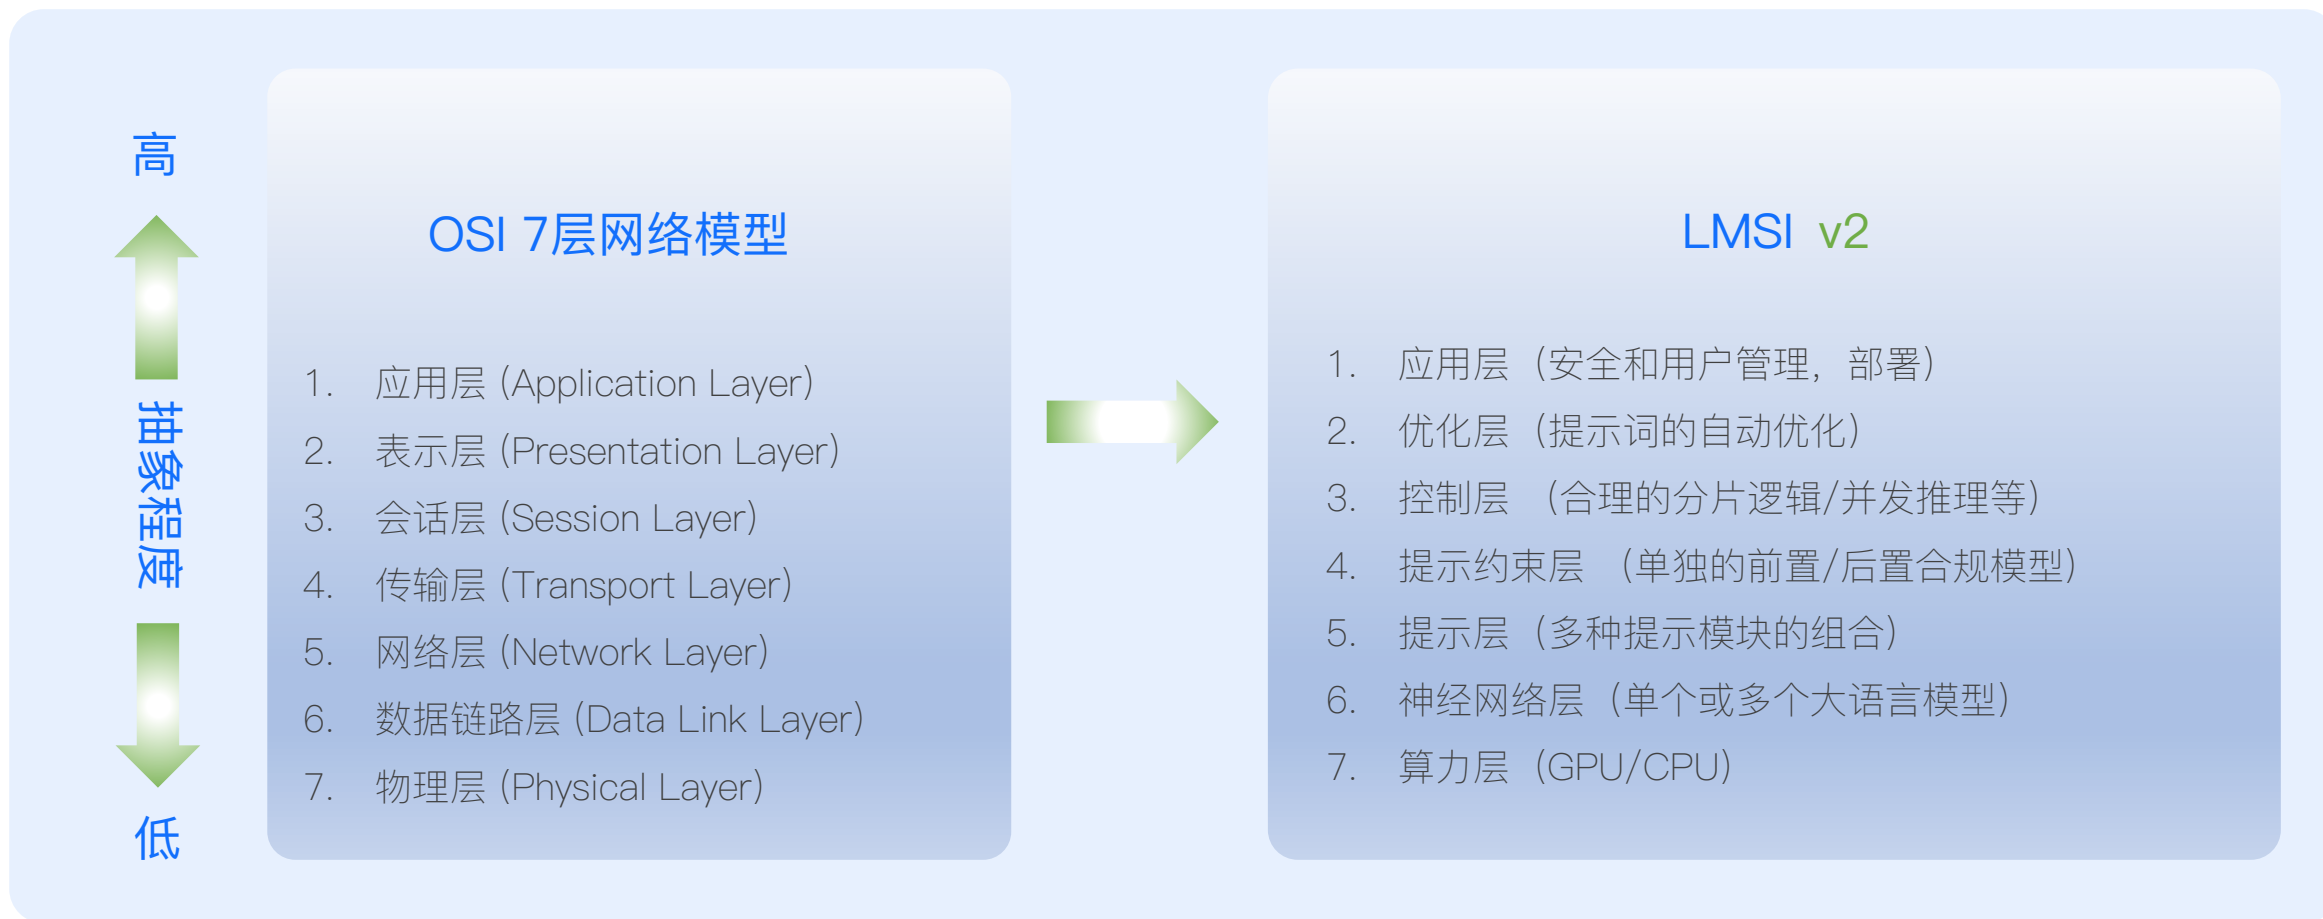 高
抽象程度
低
OSI 7层网络模型
1. 应用层 (Application Layer)
2. 表示层 (Presentation Layer)
3. 会话层 (Session Layer)
4. 传输层 (Transport Layer)
5. 网络层 (Network Layer)
6. 数据链路层 (Data Link Layer)
7. 物理层 (Physical Layer)
LMSI v2
1. 应用层（安全和用户管理，部署）
2. 优化层（提示词的自动优化）
3. 控制层 （合理的分片逻辑/并发推理等）
4. 提示约束层 （单独的前置/后置合规模型）
5. 提示层（多种提示模块的组合）
6. 神经网络层（单个或多个大语言模型）
7. 算力层（GPU/CPU）